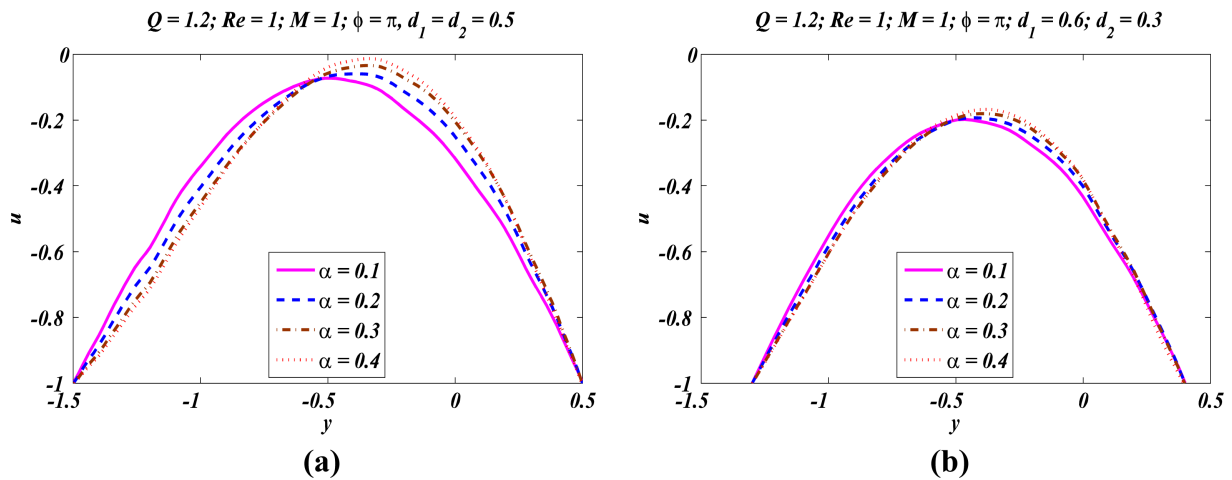 Q = 1.2; Re = 1; M = 1; ϕ = π, d₁ = d₂ = 0.5
0
-0.2
-0.4
-0.6
-0.8
-1
u
α = 0.1
α = 0.2
α = 0.3
α = 0.4
-1.5
-1
-0.5
0
0.5
y
(a)
Q = 1.2; Re = 1; M = 1; ϕ = π; d₁ = 0.6; d₂ = 0.3
0
-0.2
-0.4
-0.6
-0.8
-1
u
α = 0.1
α = 0.2
α = 0.3
α = 0.4
-1.5
-1
-0.5
0
0.5
y
(b)